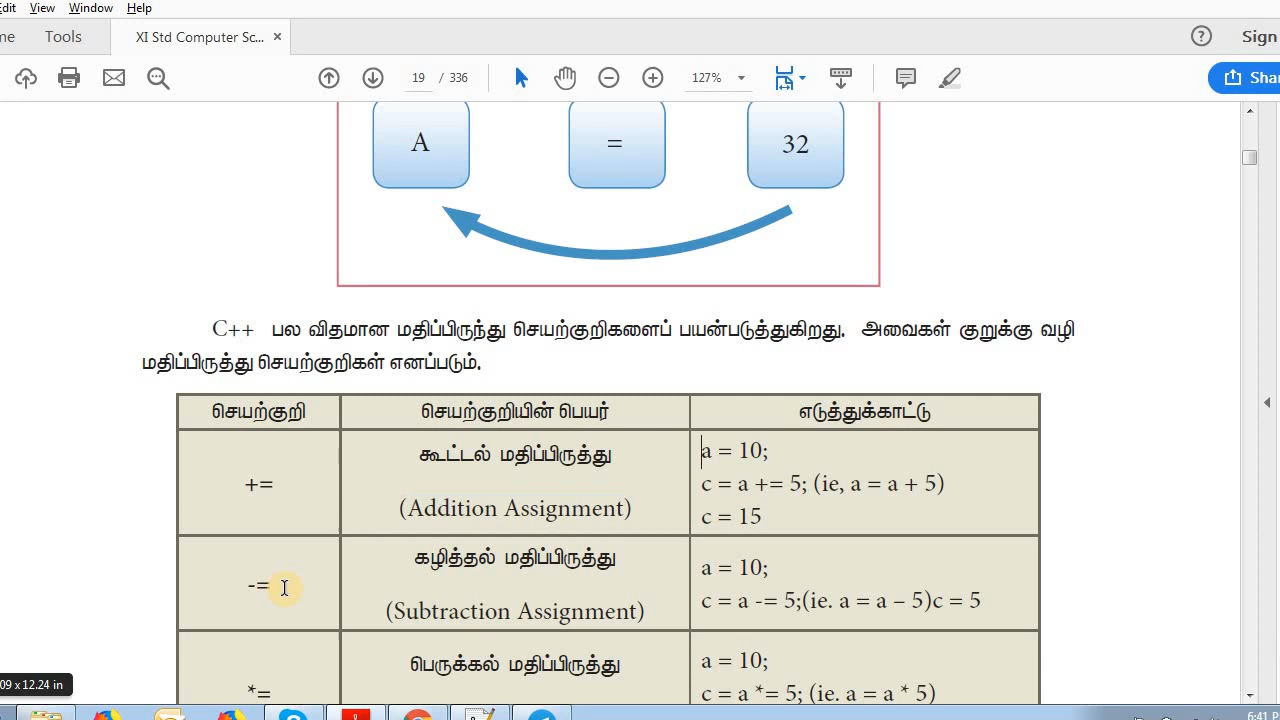 Edit View Window Help
me Tools XI Std Computer Sc... × Sign
19 / 336 127% Shar
A = 32
C++ பல விதமான மதிப்பிருந்து செயற்குறிகளைப் பயன்படுத்துகிறது. அவைகள் குறுக்கு வழி
மதிப்பிருத்து செயற்குறிகள் எனப்படும்.
செயற்குறி செயற்குறியின் பெயர் எடுத்துக்காட்டு
+=
கூட்டல் மதிப்பிருத்து
(Addition Assignment)
a = 10;
c = a += 5; (ie, a = a + 5)
c = 15
-=
கழித்தல் மதிப்பிருத்து
(Subtraction Assignment)
a = 10;
c = a -= 5;(ie. a = a – 5)c = 5
*=
பெருக்கல் மதிப்பிருத்து
a = 10;
c = a *= 5; (ie. a = a * 5)
09 x 12.24 in
6:41 P